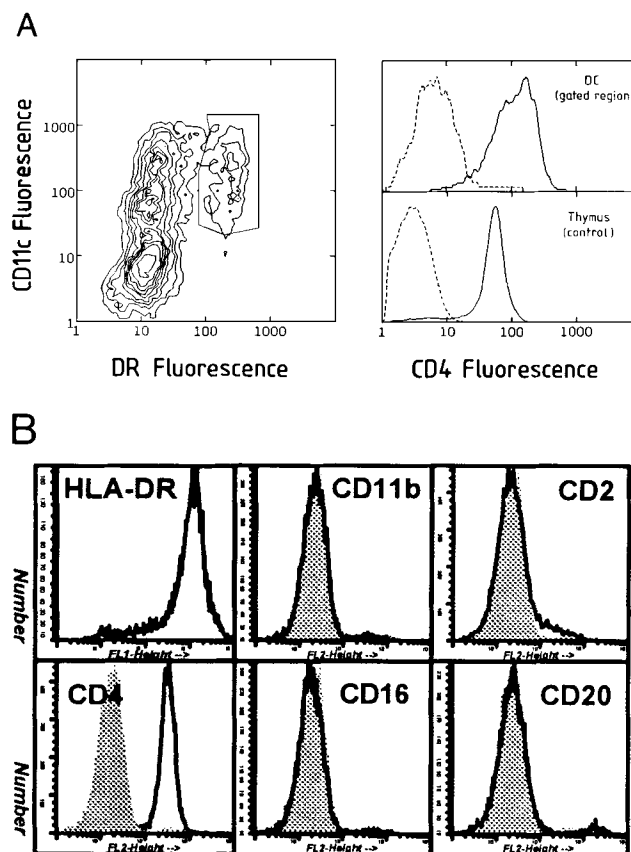 A
CD11c Fluorescence
1000
100
10
1
1 10 100 1000
DR Fluorescence
DC
(gated region)
Thymus
(control)
1 10 100 1000
CD4 Fluorescence
B
Number
HLA-DR
FL1-Height -->
CD11b
FL2-Height -->
CD2
FL2-Height -->
Number
CD4
FL2-Height -->
CD16
FL2-Height -->
CD20
FL2-Height -->